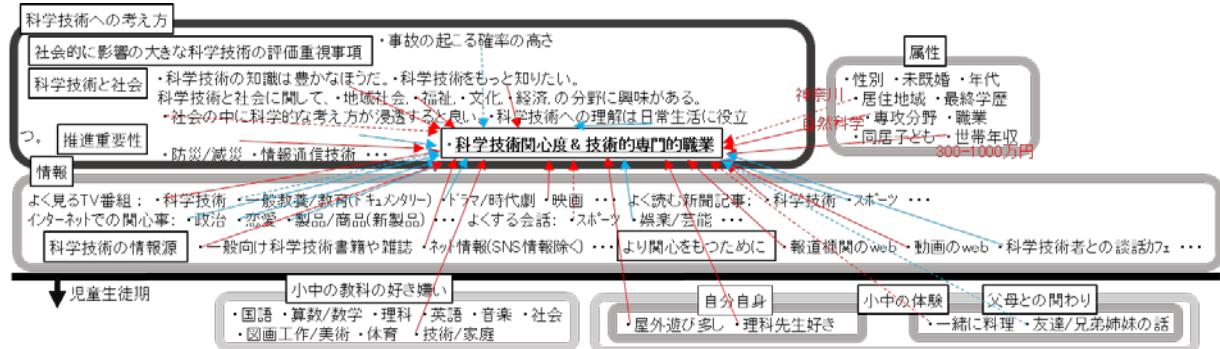 科学技術への考え方
社会的に影響の大きな科学技術の評価重視事項
・事故の起こる確率の高さ
科学技術と社会
・科学技術の知識は豊かなほうだ。・科学技術をもっと知りたい。
科学技術と社会に関して、・地域社会,・福祉,・文化,・経済,の分野に興味がある。
・社会の中に科学的な考え方が浸透すると良い ・科学技術への理解は日常生活に役立
つ。
推進重要性
・防災/減災 ・情報通信技術 ・・・
・科学技術関心度&技術的専門的職業
属性
・性別 ・未既婚 ・年代
神奈川
・居住地域 ・最終学歴
自然科学
・専攻分野 ・職業
・同居子ども ・世帯年収
300-1000万円
情報
よく見るTV番組: ・科学技術 ・一般教養/教育(ドキュメンタリー) ・ドラマ/時代劇 ・映画 ・・・ よく読む新聞記事: ・科学技術 ・スポーツ ・・・
インターネットでの関心事: ・政治 ・恋愛 ・製品/商品(新製品) ・・・ よくする会話: ・スポーツ ・娯楽/芸能 ・・・
科学技術の情報源
・一般向け科学技術書籍や雑誌 ・ネット情報(SNS情報除く) ・・・
より関心をもつために
・報道機関のweb ・動画のweb ・科学技術者との談話カフェ ・・・
児童生徒期
小中の教科の好き嫌い
・国語 ・算数/数学 ・理科 ・英語 ・音楽 ・社会
・図画工作/美術 ・体育 ・技術/家庭
自分自身
・屋外遊び多し ・理科先生好き
小中の体験
父母との関わり
・一緒に料理 ・友達/兄弟姉妹の話